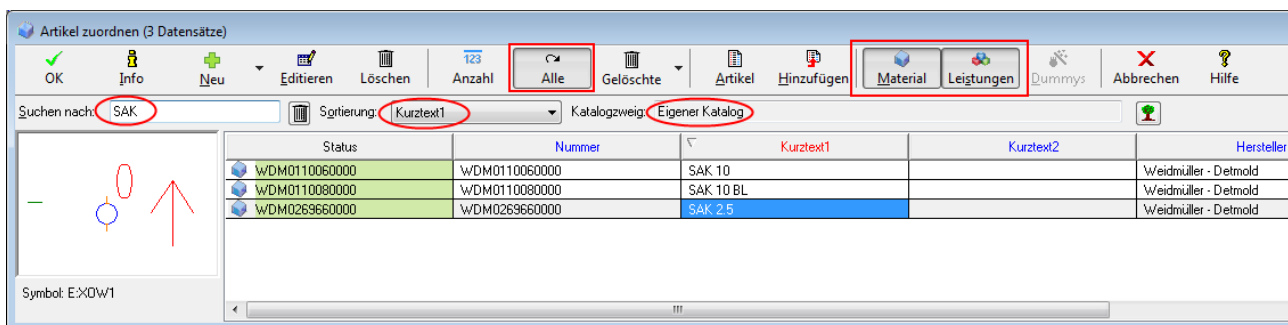 Artikel zuordnen (3 Datensätze)
OK Info Neu Editieren Löschen 123 Anzahl Alle Gelöschte Artikel Hinzufügen Material Leistungen Dummys Abbrechen Hilfe
Suchen nach: SAK Sortierung: Kurztext1 Katalogzweig: Eigener Katalog
Status Nummer Kurztext1 Kurztext2 Hersteller
WDM0110060000 WDM0110060000 SAK 10 Weidmüller - Detmold
WDM0110080000 WDM0110080000 SAK 10 BL Weidmüller - Detmold
WDM0269660000 WDM0269660000 SAK 2.5 Weidmüller - Detmold
Symbol: E:X0W1